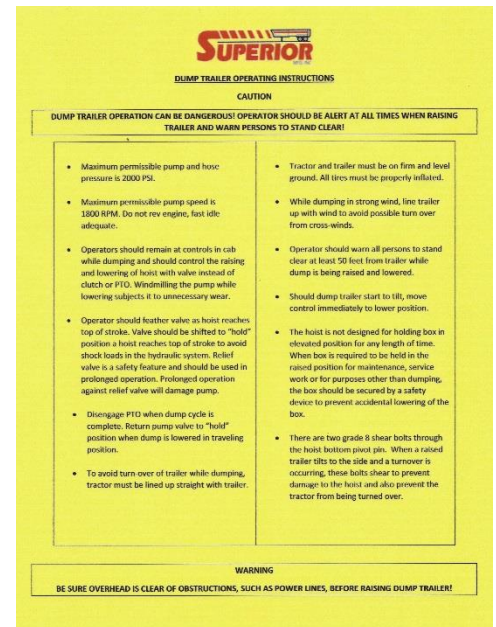 SUPERIOR
DUMP TRAILER OPERATING INSTRUCTIONS
CAUTION
DUMP TRAILER OPERATION CAN BE DANGEROUS! OPERATOR SHOULD BE ALERT AT ALL TIMES WHEN RAISING
TRAILER AND WARN PERSONS TO STAND CLEAR!
• Maximum permissible pump and hose
pressure is 2000 PSI.
• Maximum permissible pump speed is
1800 RPM. Do not rev engine, fast idle
adequate.
• Operators should remain at controls in cab
while dumping and should control the raising
and lowering of hoist with valve instead of
clutch or PTO. Windmilling the pump while
lowering subjects it to unnecessary wear.
• Operator should feather valve as hoist reaches
top of stroke. Valve should be shifted to "hold"
position a hoist reaches top of stroke to avoid
shock loads in the hydraulic system. Relief
valve is a safety feature and should be used in
prolonged operation. Prolonged operation
against relief valve will damage pump.
• Disengage PTO when dump cycle is
complete. Return pump valve to "hold"
position when dump is lowered in traveling
position.
• To avoid turn over of trailer while dumping,
tractor must be lined up straight with trailer.
• Tractor and trailer must be on firm and level
ground. All tires must be properly inflated.
• While dumping in strong wind, line trailer
up with wind to avoid possible turn over
from cross-winds.
• Operator should warn all persons to stand
clear at least 50 feet from trailer while
dump is being raised and lowered.
• Should dump trailer start to tilt, move
control immediately to lower position.
• The hoist is not designed for holding box in
elevated position for any length of time.
When box is required to be held in the
raised position for maintenance, service
work or for purposes other than dumping,
the box should be secured by a safety
device to prevent accidental lowering of the
box.
• There are two grade 8 shear bolts through
the hoist bottom pivot pin. When a raised
trailer tilts to the side and a turnover is
occurring, these bolts shear to prevent
damage to the hoist and also prevent the
tractor from being turned over.
WARNING
BE SURE OVERHEAD IS CLEAR OF OBSTRUCTIONS, SUCH AS POWER LINES, BEFORE RAISING DUMP TRAILER!